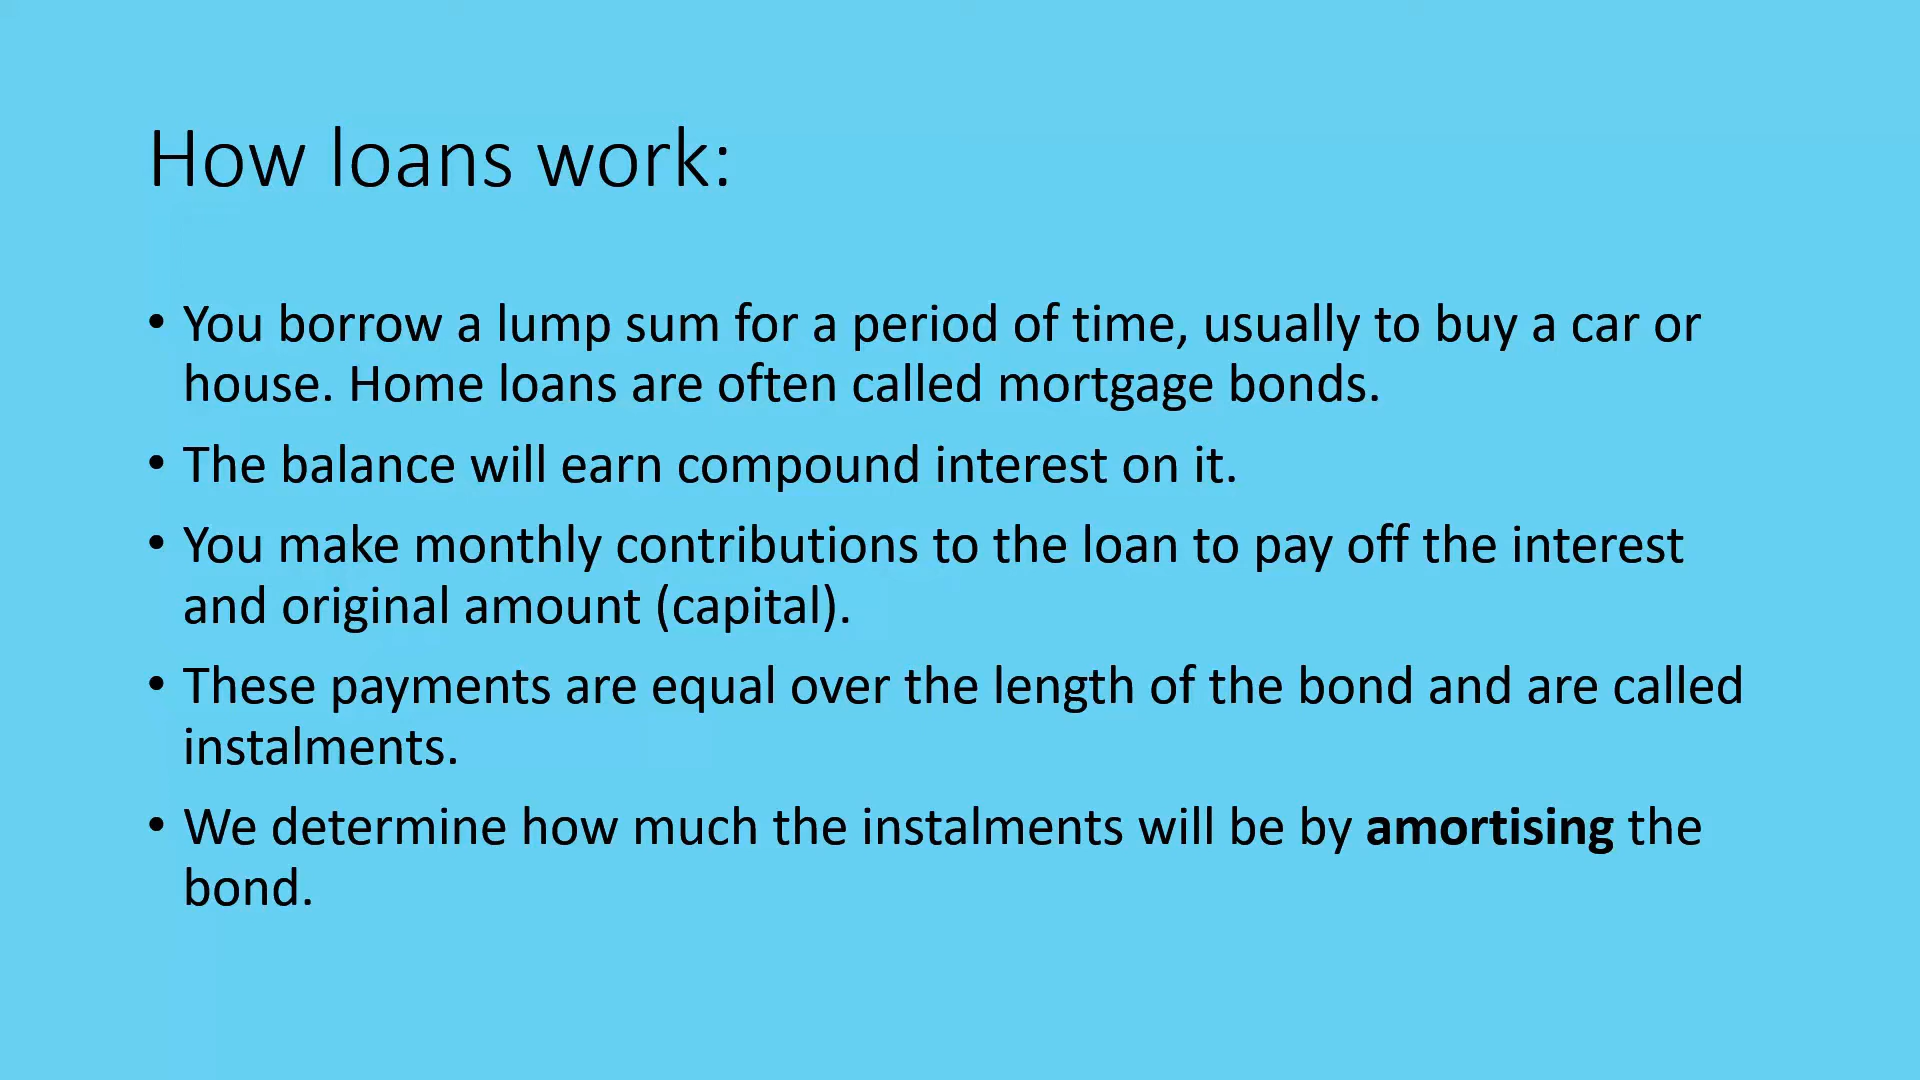 How loans work:
• You borrow a lump sum for a period of time, usually to buy a car or
house. Home loans are often called mortgage bonds.
• The balance will earn compound interest on it.
• You make monthly contributions to the loan to pay off the interest
and original amount (capital).
• These payments are equal over the length of the bond and are called
instalments.
• We determine how much the instalments will be by amortising the
bond.